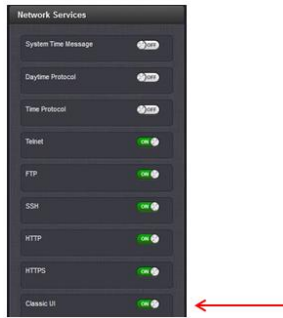 Network Services
System Time Message OFF
Daytime Protocol OFF
Time Protocol OFF
Telnet ON
FTP ON
SSH ON
HTTP ON
HTTPS ON
Classic UI ON